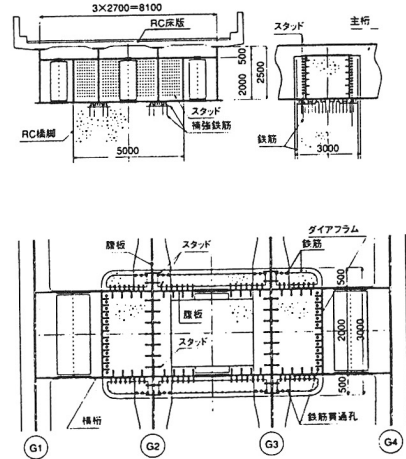 3×2700=8100
RC床版
スタッド
主桁
500
2000
2500
スタッド
補強鉄筋
RC橋脚
5000
鉄筋
3000
ダイアフラム
腹板
スタッド
鉄筋
500
腹板
スタッド
2000
3000
500
横桁
鉄筋貫通孔
G1
G2
G3
G4